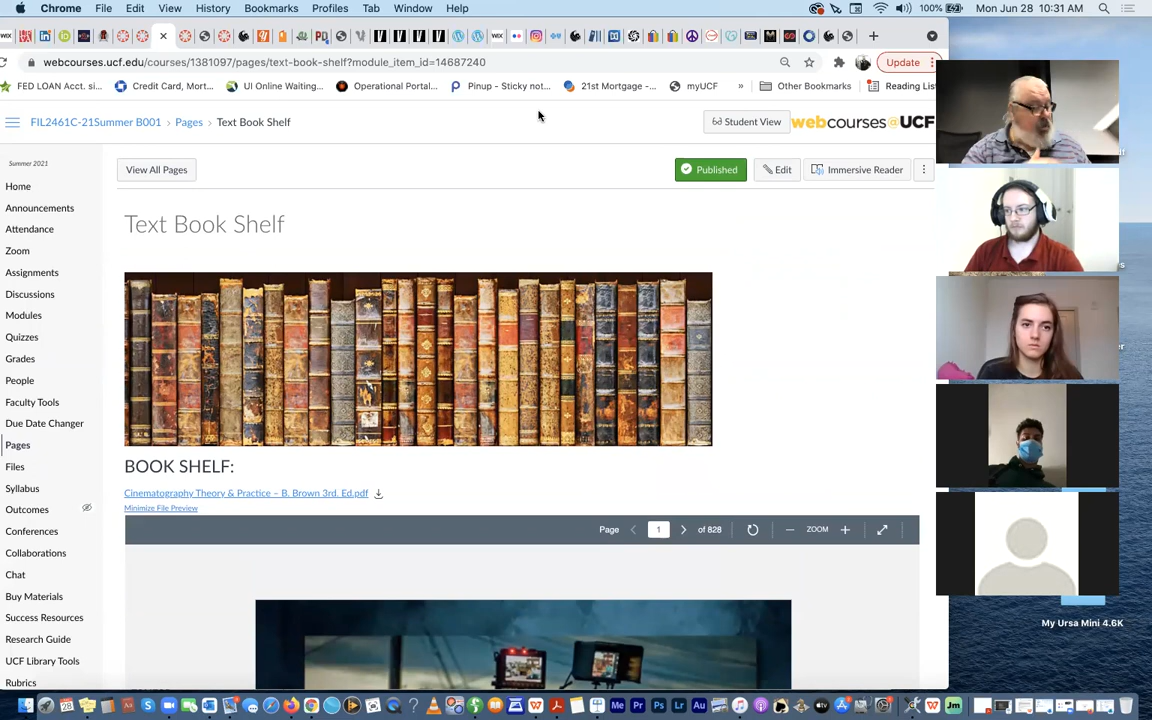 Chrome File Edit View History Bookmarks Profiles Tab Window Help 100% Mon Jun 28 10:31 AM
webcourses.ucf.edu/courses/1381097/pages/text-book-shelf?module_item_id=14687240 Update
FED LOAN Acct. si... Credit Card, Mort... UI Online Waiting... Operational Portal... Pinup - Sticky not... 21st Mortgage -... myUCF » Other Bookmarks Reading List
FIL2461C-21Summer B001 > Pages > Text Book Shelf Student View webcourses@UCF
Summer 2021
View All Pages Published Edit Immersive Reader
Home
Announcements
Attendance
Zoom
Assignments
Discussions
Modules
Quizzes
Grades
People
Faculty Tools
Due Date Changer
Pages
Files
Syllabus
Outcomes
Conferences
Collaborations
Chat
Buy Materials
Success Resources
Research Guide
UCF Library Tools
Rubrics
Text Book Shelf
BOOK SHELF:
Cinematography Theory & Practice – B. Brown 3rd. Ed.pdf
Minimize File Preview
Page 1 of 828 ZOOM
My Ursa Mini 4.6K